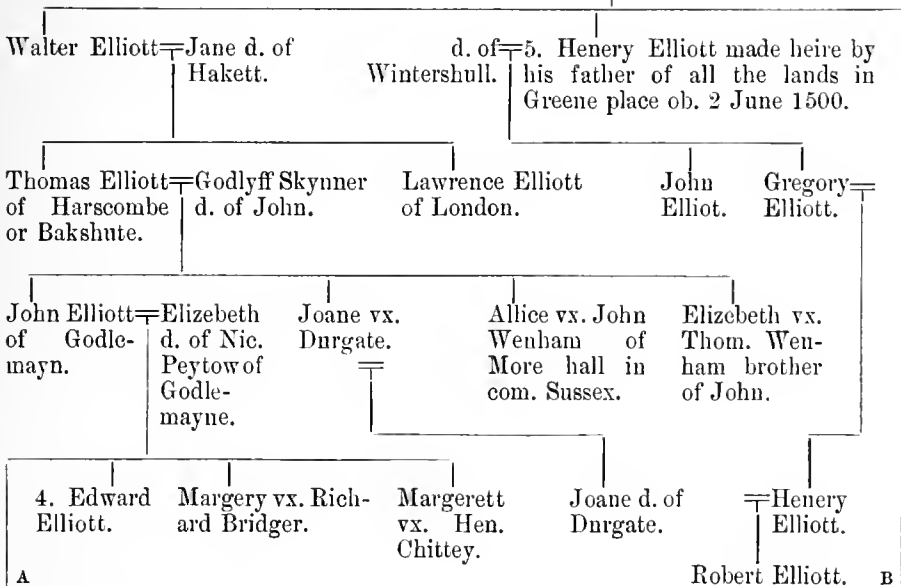 Walter Elliott Jane d. of
Hakett.
d. of 5. Henery Elliott made heire by
Wintershull. his father of all the lands in
Greene place ob. 2 June 1500.
Thomas Elliott Godlyff Skynner
of Harscombe d. of John.
or Bakshute.
Lawrence Elliott
of London.
John
Elliot.
Gregory
Elliott.
John Elliott
of Godle-
mayn.
Elizebeth
d. of Nic.
Peytow of
Godle-
mayne.
Joane vx.
Durgate.
Allice vx. John
Wenham of
More hall in
com. Sussex.
Elizebeth vx.
Thom. Wen-
ham brother
of John.
4. Edward
Elliott.
Margery vx. Rich-
ard Bridger.
Margerett
vx. Hen.
Chittey.
Joane d. of
Durgate.
Henery
Elliott.
Robert Elliott.
A
B